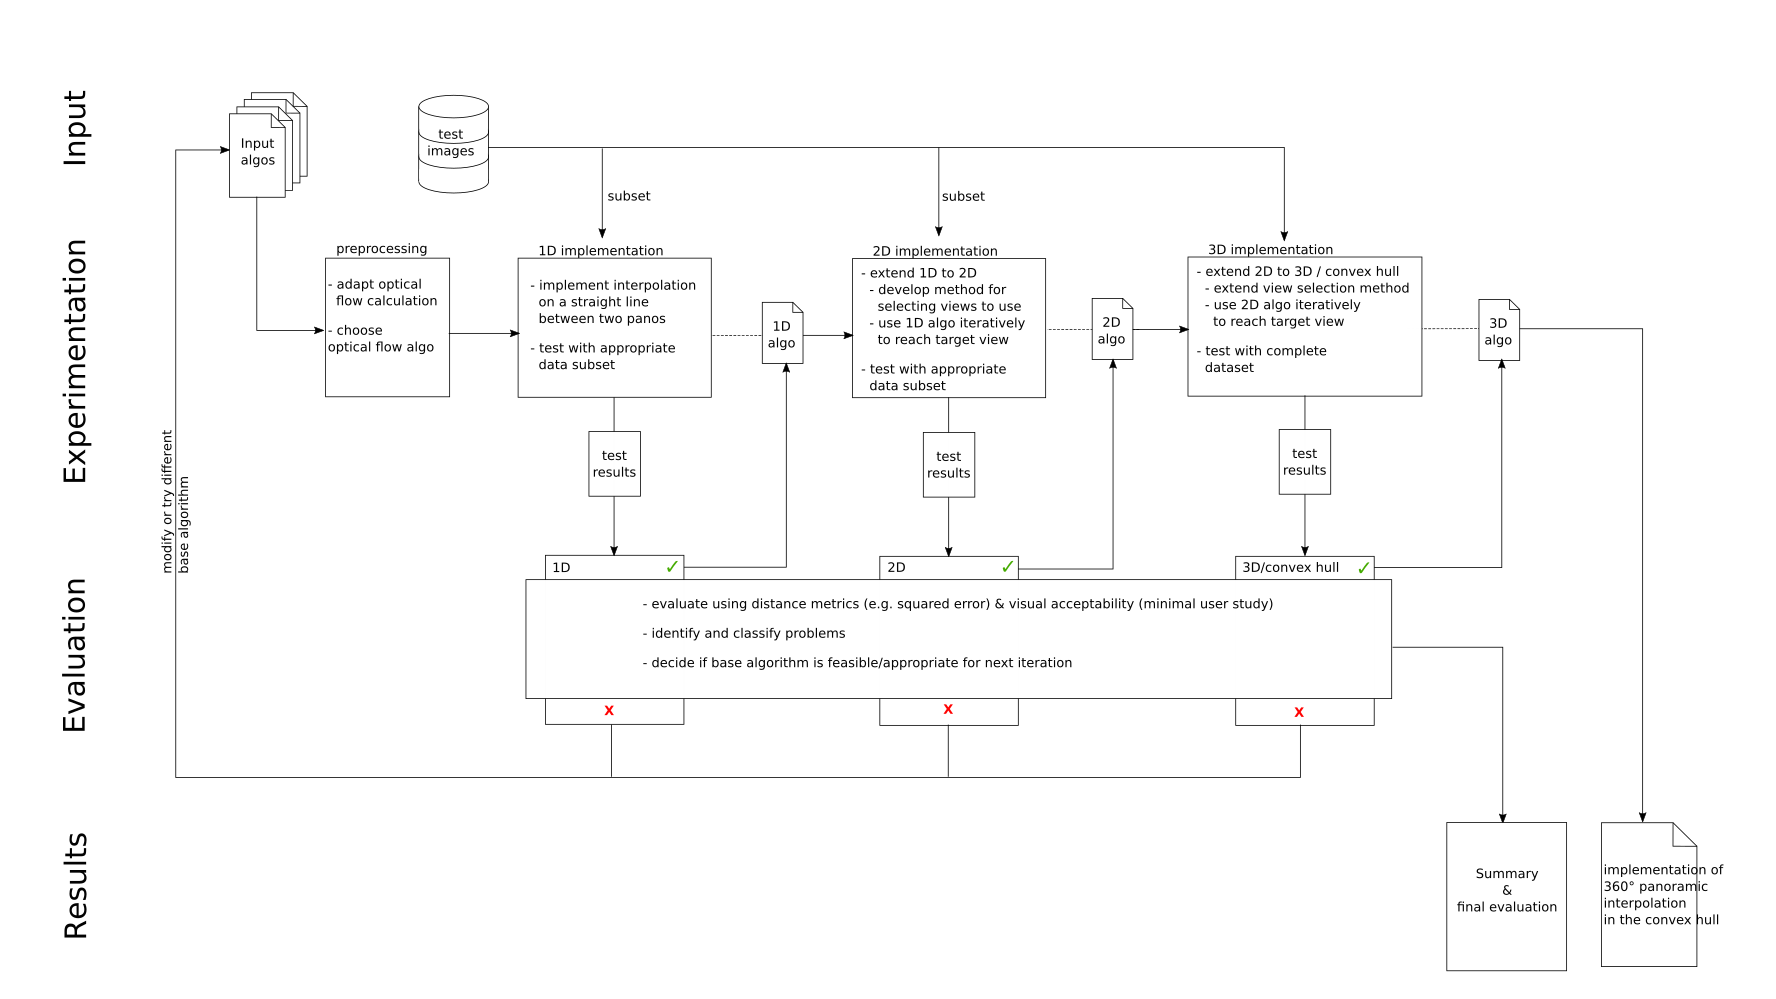 Input
Input
algos
test
images
subset
subset
Experimentation
preprocessing
- adapt optical
flow calculation
- choose
optical flow algo
1D implementation
- implement interpolation
on a straight line
between two panos
- test with appropriate
data subset
1D
algo
2D implementation
- extend 1D to 2D
- develop method for
selecting views to use
- use 1D algo iteratively
to reach target view
- test with appropriate
data subset
2D
algo
3D implementation
- extend 2D to 3D / convex hull
- extend view selection method
- use 2D algo iteratively
to reach target view
- test with complete
dataset
3D
algo
test
results
test
results
test
results
modify or try different
base algorithm
Evaluation
1D ✓
2D ✓
3D/convex hull ✓
- evaluate using distance metrics (e.g. squared error) & visual acceptability (minimal user study)
- identify and classify problems
- decide if base algorithm is feasible/appropriate for next iteration
x
x
x
Results
Summary
&
final evaluation
implementation of
360° panoramic
interpolation
in the convex hull